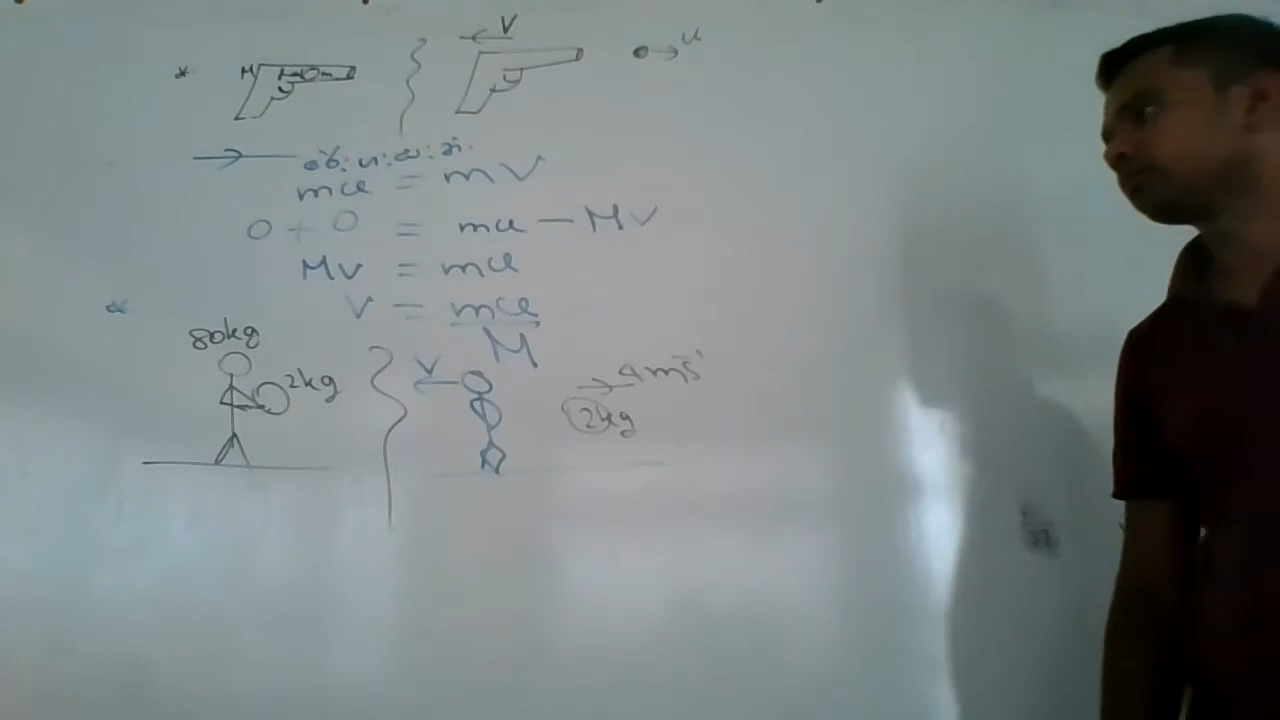 V
* M m u
mu = mV
0 + 0 = mu – MV
MV = mu
* V = mu
M
80kg
2kg
V
4ms⁻¹
2kg